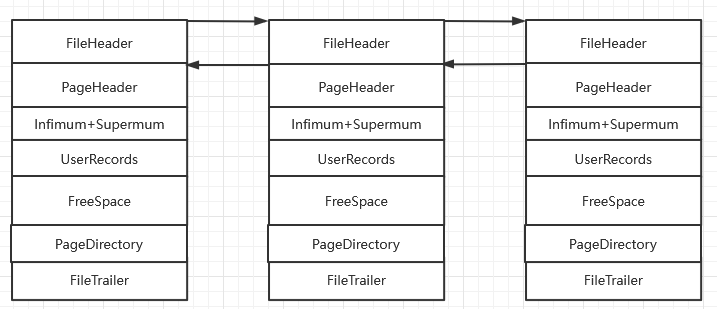 FileHeader
PageHeader
Infimum+Supermum
UserRecords
FreeSpace
PageDirectory
FileTrailer
FileHeader
PageHeader
Infimum+Supermum
UserRecords
FreeSpace
PageDirectory
FileTrailer
FileHeader
PageHeader
Infimum+Supermum
UserRecords
FreeSpace
PageDirectory
FileTrailer